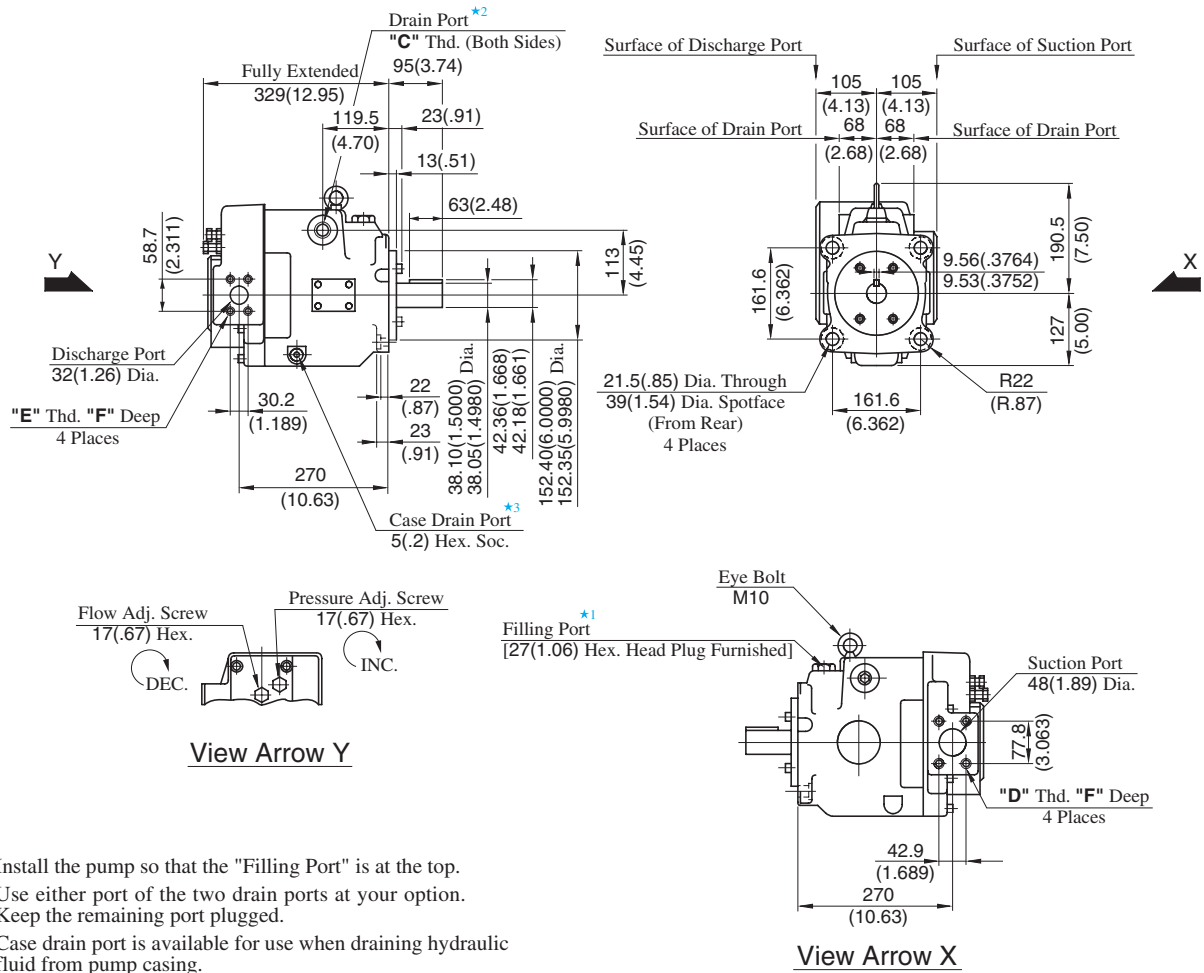 Drain Port ★2
"C" Thd. (Both Sides)
Fully Extended
329(12.95)
95(3.74)
119.5
(4.70)
23(.91)
13(.51)
63(2.48)
58.7
(2.311)
Y
113
(4.45)
Discharge Port
32(1.26) Dia.
"E" Thd. "F" Deep
4 Places
30.2
(1.189)
22
(.87)
23
(.91)
270
(10.63)
38.10(1.5000) Dia.
38.05(1.4980)
42.36(1.668)
42.18(1.661)
152.40(6.0000) Dia.
152.35(5.9980)
Case Drain Port ★3
5(.2) Hex. Soc.
Surface of Discharge Port
Surface of Suction Port
105
(4.13)
105
(4.13)
Surface of Drain Port
68
(2.68)
68
(2.68)
Surface of Drain Port
190.5
(7.50)
X
161.6
(6.362)
9.56(.3764)
9.53(.3752)
127
(5.00)
21.5(.85) Dia. Through
39(1.54) Dia. Spotface
(From Rear)
4 Places
161.6
(6.362)
R22
(R.87)
Flow Adj. Screw
17(.67) Hex.
DEC.
Pressure Adj. Screw
17(.67) Hex.
INC.
View Arrow Y
Eye Bolt
M10
Filling Port ★1
[27(1.06) Hex. Head Plug Furnished]
Suction Port
48(1.89) Dia.
77.8
(3.063)
"D" Thd. "F" Deep
4 Places
42.9
(1.689)
270
(10.63)
View Arrow X
Install the pump so that the "Filling Port" is at the top.
Use either port of the two drain ports at your option.
Keep the remaining port plugged.
Case drain port is available for use when draining hydraulic
fluid from pump casing.